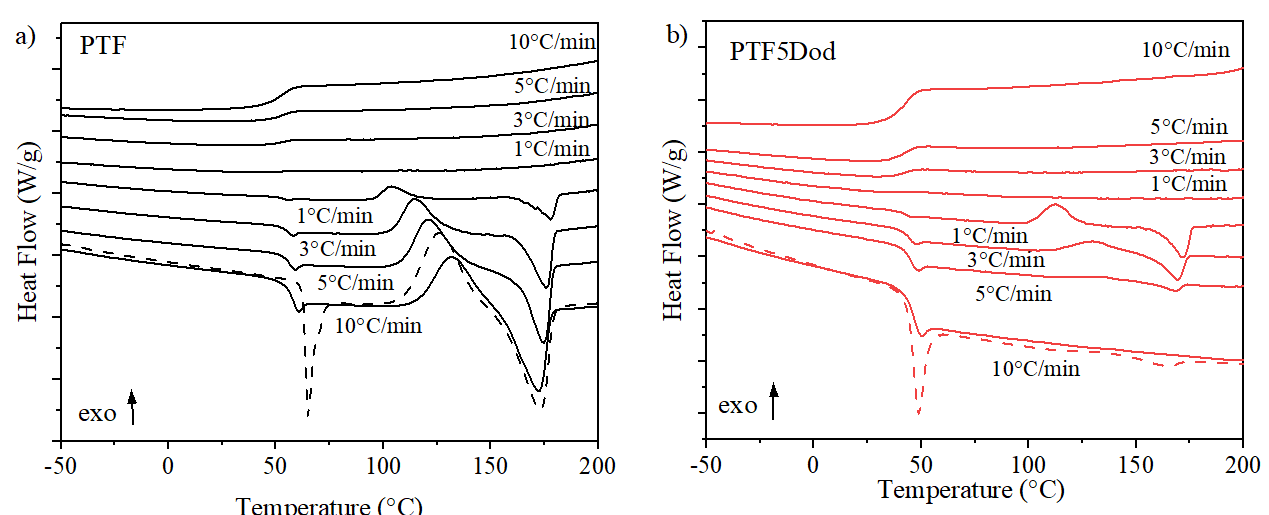 a) PTF
10°C/min
5°C/min
3°C/min
1°C/min
1°C/min
3°C/min
5°C/min
10°C/min
exo
Heat Flow (W/g)
-50 0 50 100 150 200
Temperature (°C)
b) PTF5Dod
10°C/min
5°C/min
3°C/min
1°C/min
1°C/min
3°C/min
5°C/min
10°C/min
exo
Heat Flow (W/g)
-50 0 50 100 150 200
Temperature (°C)